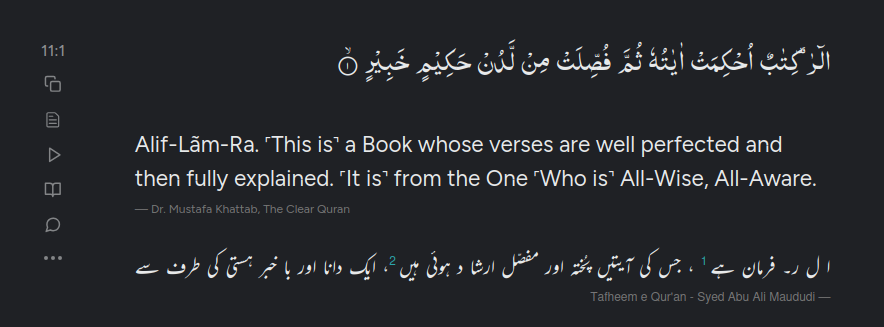 11:1
الٓرٰ ۚ كِتٰبٌ اُحْكِمَتْ اٰيٰتُهٗ ثُمَّ فُصِّلَتْ مِنْ لَّدُنْ حَكِيْمٍ خَبِيْرٍ ۙ ۝١
Alif-Lãm-Ra. ˹This is˺ a Book whose verses are well perfected and
then fully explained. ˹It is˺ from the One ˹Who is˺ All-Wise, All-Aware.
— Dr. Mustafa Khattab, The Clear Quran
ا ل ر۔ فرمان ہے 1 ، جس کی آیتیں پختہ اور مفصّل ارشا د ہوئی ہیں 2، ایک دانا اور با خبر ہستی کی طرف سے
Tafheem e Qur'an - Syed Abu Ali Maududi —